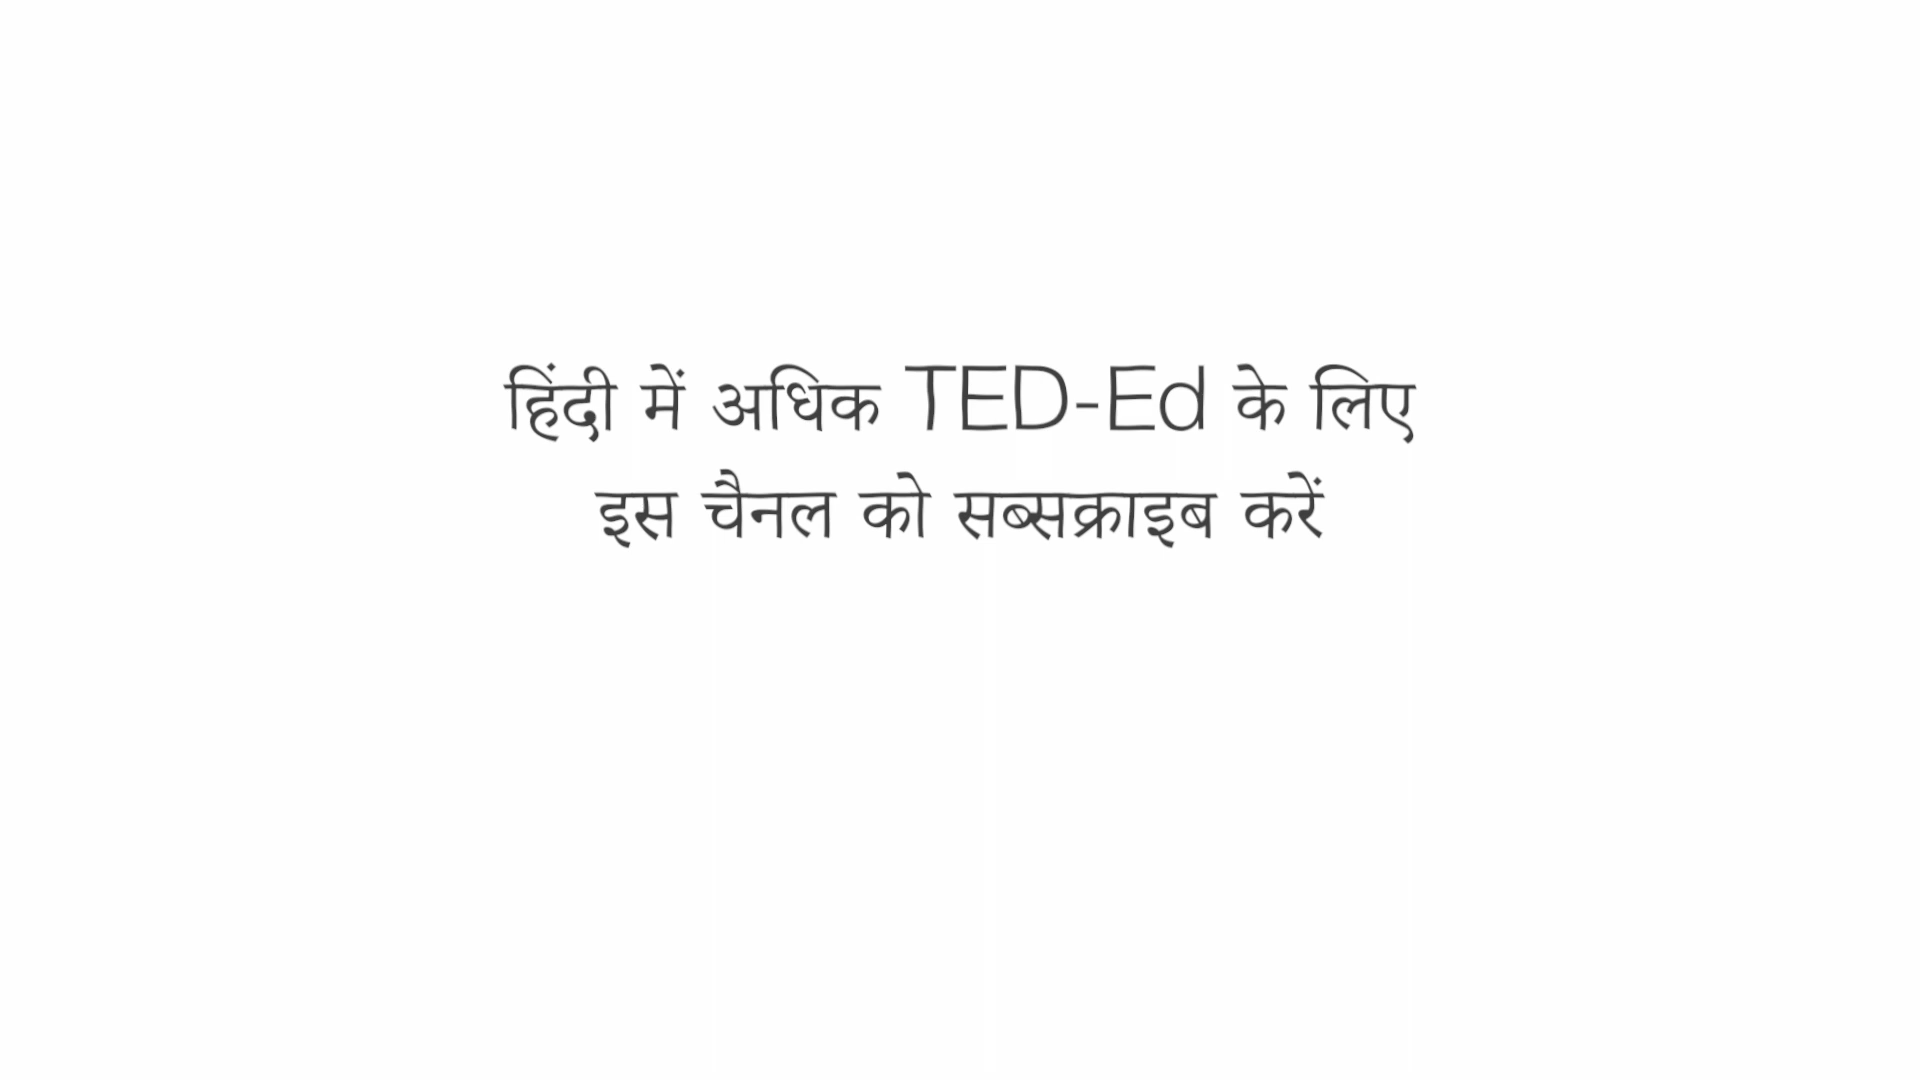 हिंदी में अधिक TED-Ed के लिए
इस चैनल को सब्सक्राइब करें